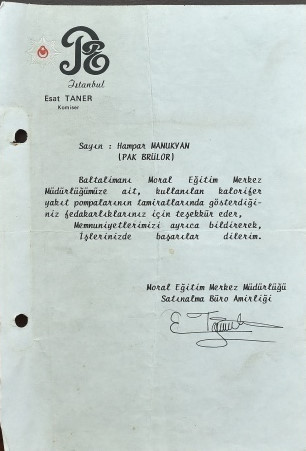 PE
İstanbul
Esat TANER
Komiser
Sayın : Hampar MANUKYAN
(PAK BRÜLÖR)
Baltalimanı Moral Eğitim Merkez
Müdürlüğümüze ait, kullanılan kalorifer
yakıt pompalarının tamiratlarında gösterdiği-
niz fedakarlıklarınız için teşekkür eder,
Memnuniyetlerimizi ayrıca bildirerek,
İşlerinizde başarılar dilerim.
Moral Eğitim Merkez Müdürlüğü
Satınalma Büro Amirliği